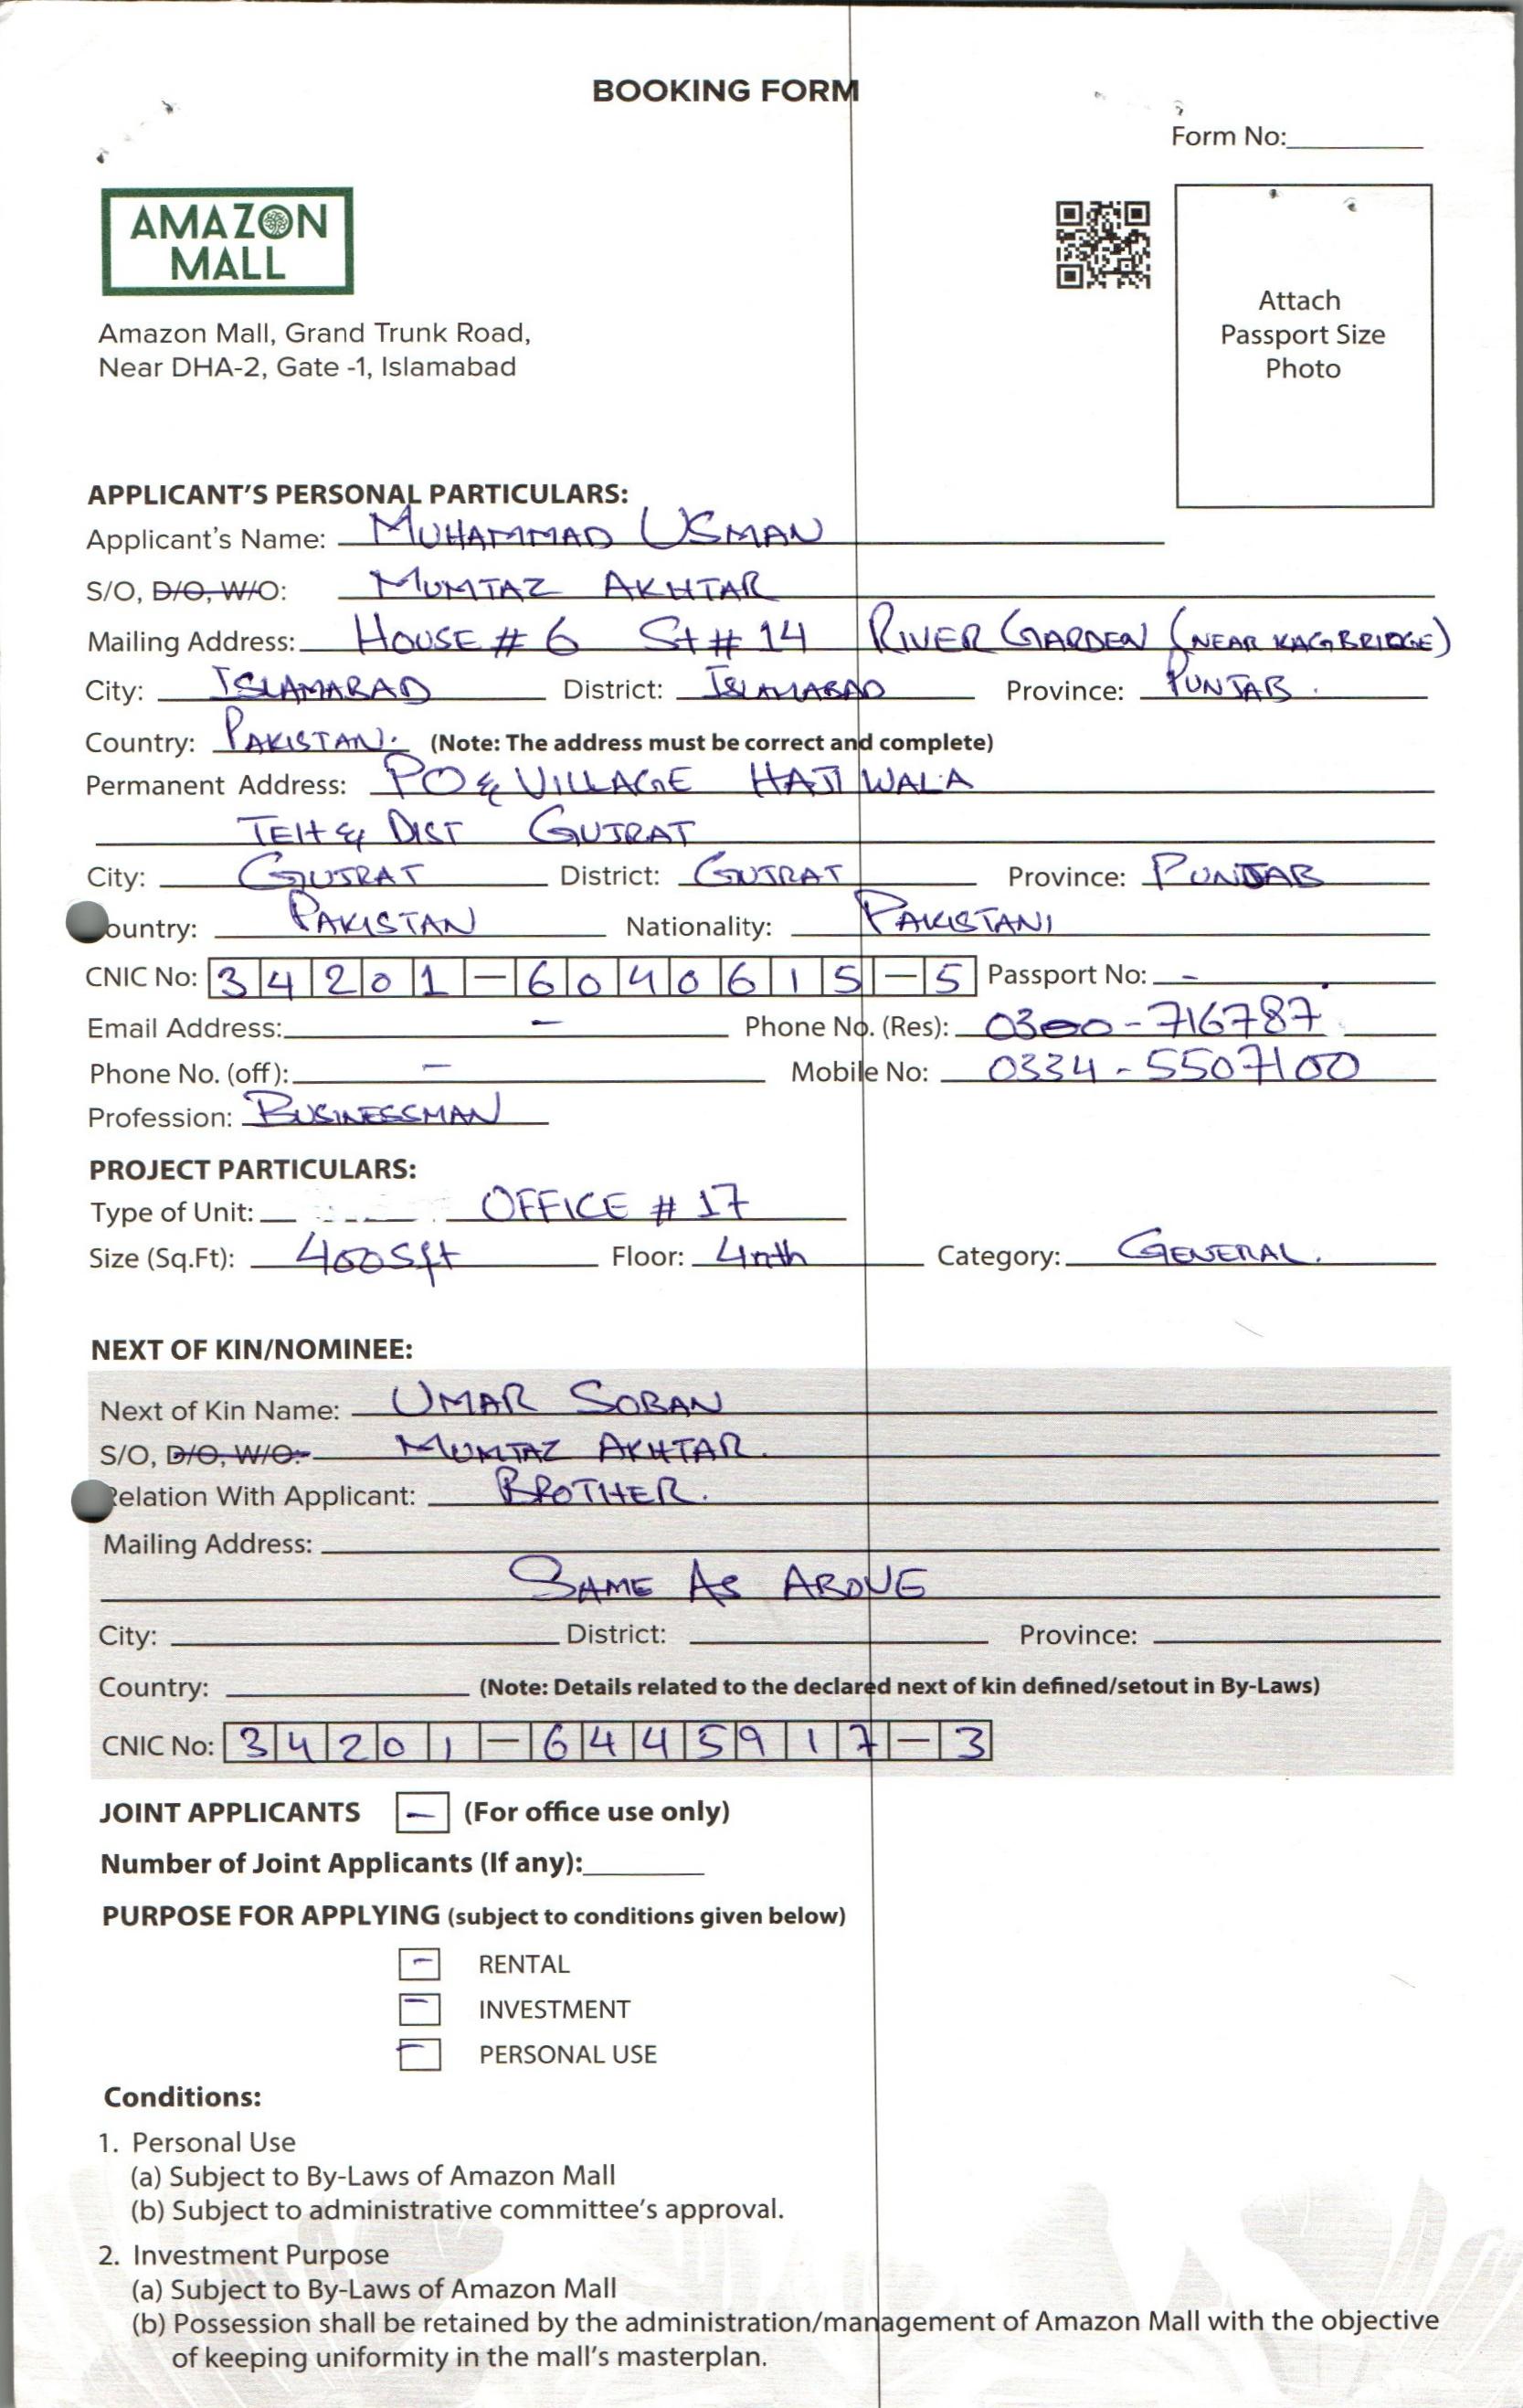 BOOKING FORM
Form No:
AMAZON
MALL
Attach
Passport Size
Photo
Amazon Mall, Grand Trunk Road,
Near DHA-2, Gate -1, Islamabad
APPLICANT'S PERSONAL PARTICULARS:
Applicant's Name: MUHAMMAD USMAN
S/O, D/O, W/O: MUMTAZ AKHTAR
Mailing Address: HOUSE # 6 St # 14 RIVER GARDEN (NEAR KAG BRIDGE)
City: ISLAMABAD District: ISLAMABAD Province: PUNJAB.
Country: PAKISTAN. (Note: The address must be correct and complete)
Permanent Address: PO & VILLAGE HAJI WALA
TEH & DIST GUJRAT
City: GUJRAT District: GUJRAT Province: PUNJAB
Country: PAKISTAN Nationality: PAKISTANI
CNIC No: 34201-6040615-5 Passport No: -
Email Address: - Phone No. (Res): 0300-716787
Phone No. (off): - Mobile No: 0334-5507100
Profession: BUSINESSMAN
PROJECT PARTICULARS:
Type of Unit: OFFICE # 17
Size (Sq.Ft): 400Sft Floor: 4rth Category: GENERAL.
NEXT OF KIN/NOMINEE:
Next of Kin Name: UMAR SOBAN
S/O, D/O, W/O: MUMTAZ AKHTAR.
Relation With Applicant: BROTHER.
Mailing Address:
SAME AS ABOVE
City: District: Province:
Country: (Note: Details related to the declared next of kin defined/setout in By-Laws)
CNIC No: 34201-6445917-3
JOINT APPLICANTS - (For office use only)
Number of Joint Applicants (If any):
PURPOSE FOR APPLYING (subject to conditions given below)
- RENTAL
- INVESTMENT
- PERSONAL USE
Conditions:
1. Personal Use
(a) Subject to By-Laws of Amazon Mall
(b) Subject to administrative committee's approval.
2. Investment Purpose
(a) Subject to By-Laws of Amazon Mall
(b) Possession shall be retained by the administration/management of Amazon Mall with the objective
of keeping uniformity in the mall's masterplan.